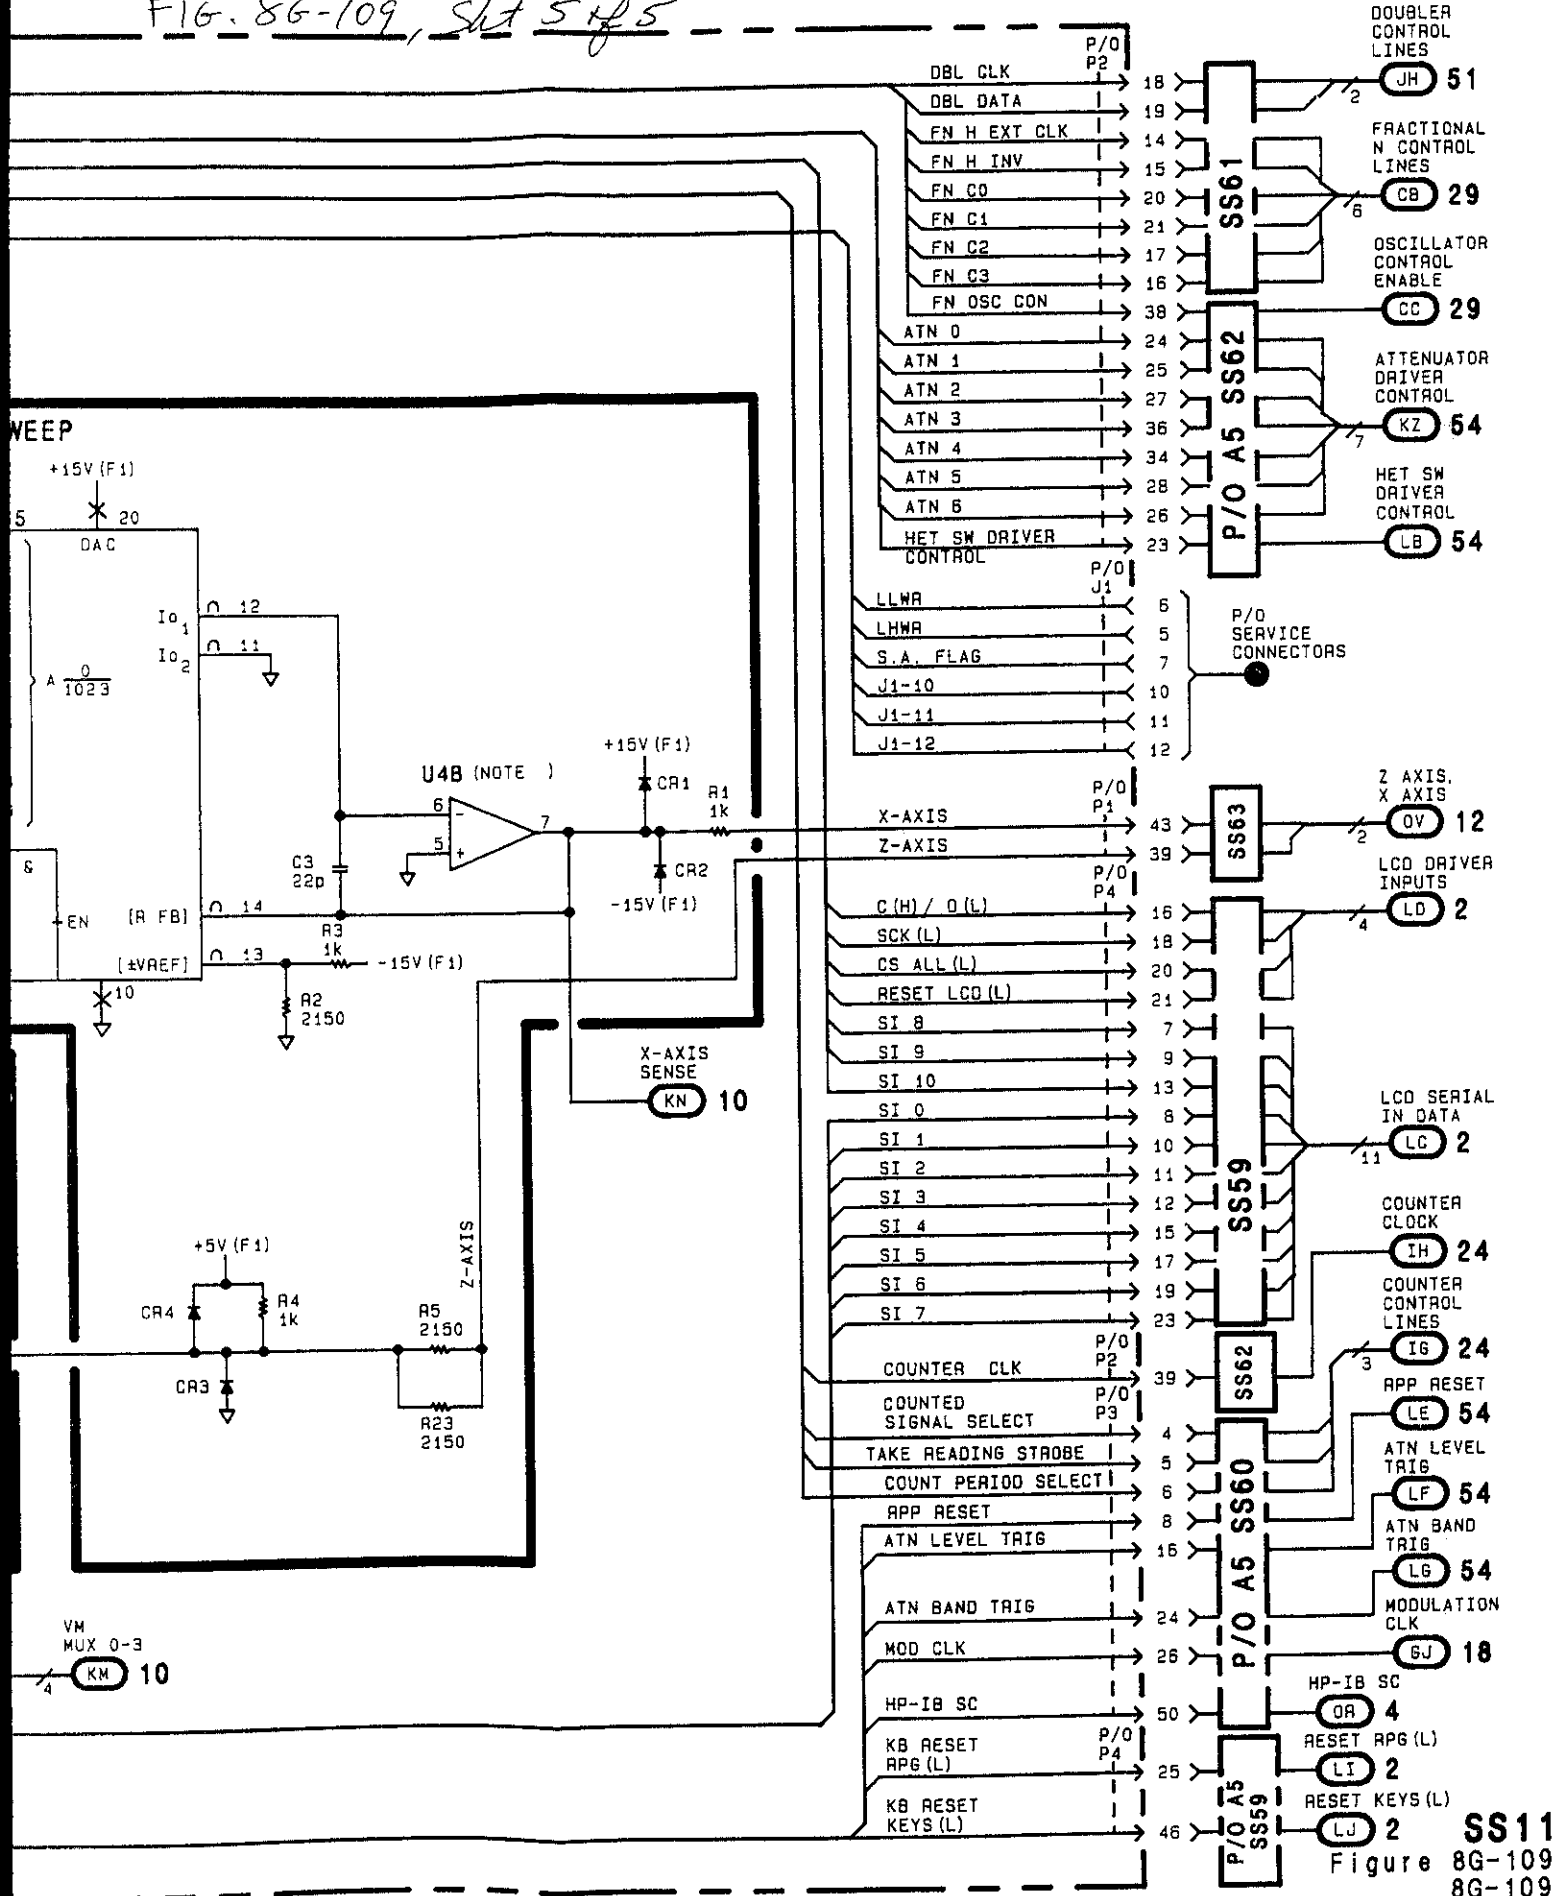 FIG. 8G-109, Sht 5 of 5
DOUBLER
CONTROL
LINES
P/O
P2
DBL CLK 18
2
JH 51
DBL DATA 19
FN H EXT CLK 14
FN H INV 15
FN C0 20
FN C1 21
FN C2 17
FN C3 16
FN OSC CON 38
SS61
FRACTIONAL
N CONTROL
LINES
6
CB 29
OSCILLATOR
CONTROL
ENABLE
CC 29
ATN 0 24
ATN 1 25
ATN 2 27
ATN 3 36
ATN 4 34
ATN 5 28
ATN 6 26
HET SW DRIVER
CONTROL
23
P/O A5 SS62
ATTENUATOR
DRIVER
CONTROL
7
KZ 54
HET SW
DRIVER
CONTROL
LB 54
P/O
J1
LLWR 6
LHWR 5
S.A. FLAG 7
J1-10 10
J1-11 11
J1-12 12
P/O
SERVICE
CONNECTORS
WEEP
+15V(F1)
5
20
DAC
Io1
12
Io2
11
A 0
1023
&
EN
[R FB]
14
[±VREF]
13
10
C3
22p
R3
1k
-15V(F1)
R2
2150
U4B (NOTE )
6
-
5
+
7
+15V(F1)
CR1
R1
1k
CR2
-15V(F1)
X-AXIS
SENSE
KN 10
P/O
P1
X-AXIS 43
Z-AXIS 39
SS63
Z AXIS,
X AXIS
2
OV 12
P/O
P4
C(H)/ D(L) 16
SCK(L) 18
CS ALL(L) 20
RESET LCD(L) 21
SI 8 7
SI 9 9
SI 10 13
SI 0 8
SI 1 10
SI 2 11
SI 3 12
SI 4 15
SI 5 17
SI 6 19
SI 7 23
SS59
LCD DRIVER
INPUTS
4
LD 2
LCD SERIAL
IN DATA
11
LC 2
COUNTER
CLOCK
IH 24
COUNTER
CONTROL
LINES
3
IG 24
+5V(F1)
CR4
R4
1k
CR3
R5
2150
R23
2150
Z-AXIS
P/O
P2
COUNTER CLK 39
SS62
P/O
P3
COUNTED
SIGNAL SELECT
4
TAKE READING STROBE 5
COUNT PERIOD SELECT 6
RPP RESET 8
ATN LEVEL TRIG 16
ATN BAND TRIG 24
MOD CLK 26
HP-IB SC 50
P/O A5 SS60
RPP RESET
LE 54
ATN LEVEL
TRIG
LF 54
ATN BAND
TRIG
LG 54
MODULATION
CLK
GJ 18
HP-IB SC
OR 4
VM
MUX 0-3
4
KM 10
P/O
P4
KB RESET
RPG(L)
25
KB RESET
KEYS(L)
46
P/O A5
SS59
RESET RPG(L)
LI 2
RESET KEYS(L)
LJ 2
SS11
Figure 8G-109
8G-109